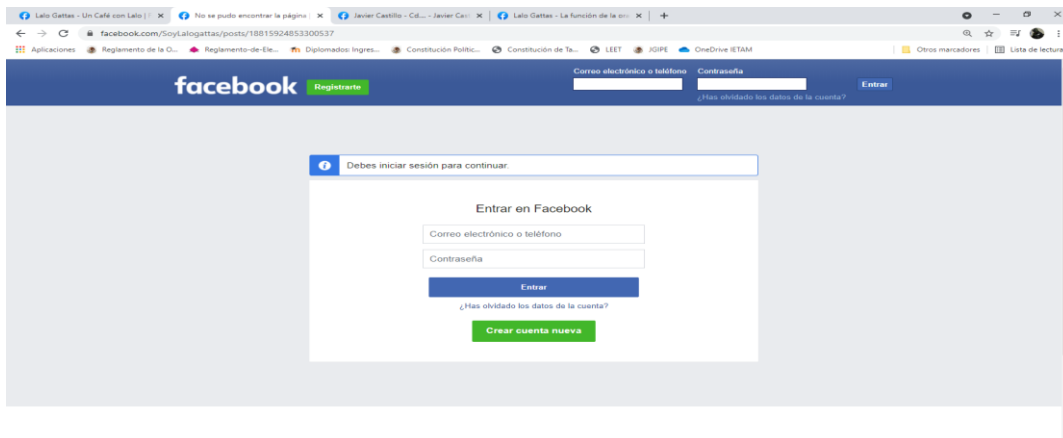 Lalo Gattas - Un Café con Lalo | F
No se pudo encontrar la página |
Javier Castillo - Cd... - Javier Cast
Lalo Gattas - La función de la
facebook.com/SoyLalogattas/posts/18815924853300537
Aplicaciones
Reglamento de la O...
Reglamento-de-Ele...
Diplomados: Ingres...
Constitución Polític...
Constitución de Ta...
LEET
JGIPE
OneDrive IETAM
Otros marcadores
Lista de lectura
Correo electrónico o teléfono
Contraseña
facebook
Registrarte
Entrar
¿Has olvidado los datos de la cuenta?
Debes iniciar sesión para continuar.
Entrar en Facebook
Correo electrónico o teléfono
Contraseña
Entrar
¿Has olvidado los datos de la cuenta?
Crear cuenta nueva